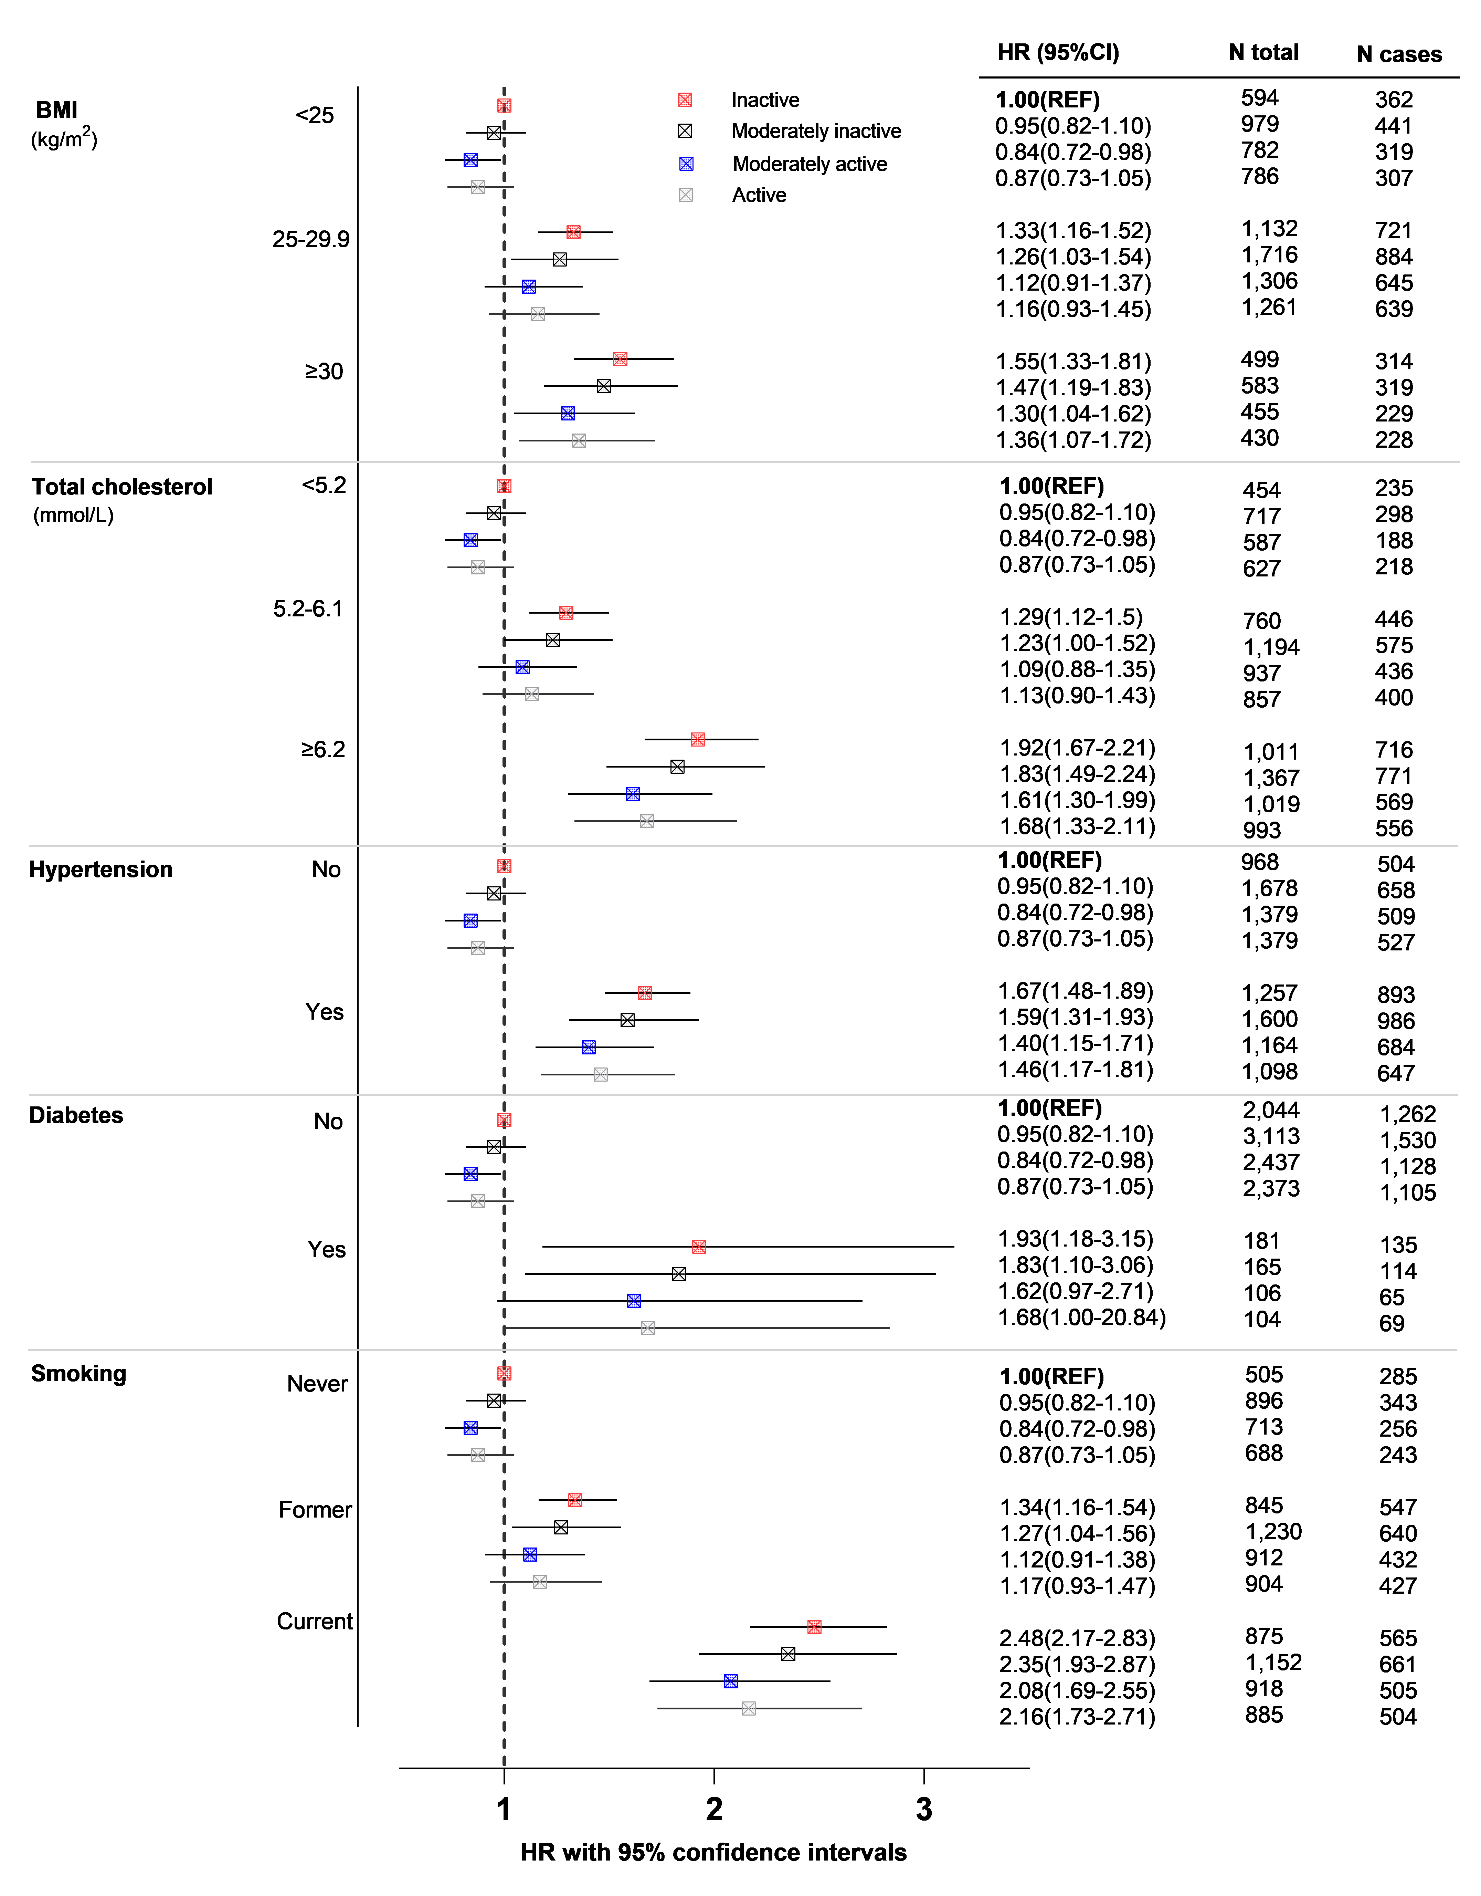 HR (95%CI) N total N cases
BMI <25 Inactive 1.00(REF) 594 362
(kg/m2) Moderately inactive 0.95(0.82-1.10) 979 441
Moderately active 0.84(0.72-0.98) 782 319
Active 0.87(0.73-1.05) 786 307
25-29.9 1.33(1.16-1.52) 1,132 721
1.26(1.03-1.54) 1,716 884
1.12(0.91-1.37) 1,306 645
1.16(0.93-1.45) 1,261 639
≥30 1.55(1.33-1.81) 499 314
1.47(1.19-1.83) 583 319
1.30(1.04-1.62) 455 229
1.36(1.07-1.72) 430 228
Total cholesterol <5.2 1.00(REF) 454 235
(mmol/L) 0.95(0.82-1.10) 717 298
0.84(0.72-0.98) 587 188
0.87(0.73-1.05) 627 218
5.2-6.1 1.29(1.12-1.5) 760 446
1.23(1.00-1.52) 1,194 575
1.09(0.88-1.35) 937 436
1.13(0.90-1.43) 857 400
≥6.2 1.92(1.67-2.21) 1,011 716
1.83(1.49-2.24) 1,367 771
1.61(1.30-1.99) 1,019 569
1.68(1.33-2.11) 993 556
Hypertension No 1.00(REF) 968 504
0.95(0.82-1.10) 1,678 658
0.84(0.72-0.98) 1,379 509
0.87(0.73-1.05) 1,379 527
Yes 1.67(1.48-1.89) 1,257 893
1.59(1.31-1.93) 1,600 986
1.40(1.15-1.71) 1,164 684
1.46(1.17-1.81) 1,098 647
Diabetes No 1.00(REF) 2,044 1,262
0.95(0.82-1.10) 3,113 1,530
0.84(0.72-0.98) 2,437 1,128
0.87(0.73-1.05) 2,373 1,105
Yes 1.93(1.18-3.15) 181 135
1.83(1.10-3.06) 165 114
1.62(0.97-2.71) 106 65
1.68(1.00-20.84) 104 69
Smoking Never 1.00(REF) 505 285
0.95(0.82-1.10) 896 343
0.84(0.72-0.98) 713 256
0.87(0.73-1.05) 688 243
Former 1.34(1.16-1.54) 845 547
1.27(1.04-1.56) 1,230 640
1.12(0.91-1.38) 912 432
1.17(0.93-1.47) 904 427
Current 2.48(2.17-2.83) 875 565
2.35(1.93-2.87) 1,152 661
2.08(1.69-2.55) 918 505
2.16(1.73-2.71) 885 504
1 2 3
HR with 95% confidence intervals